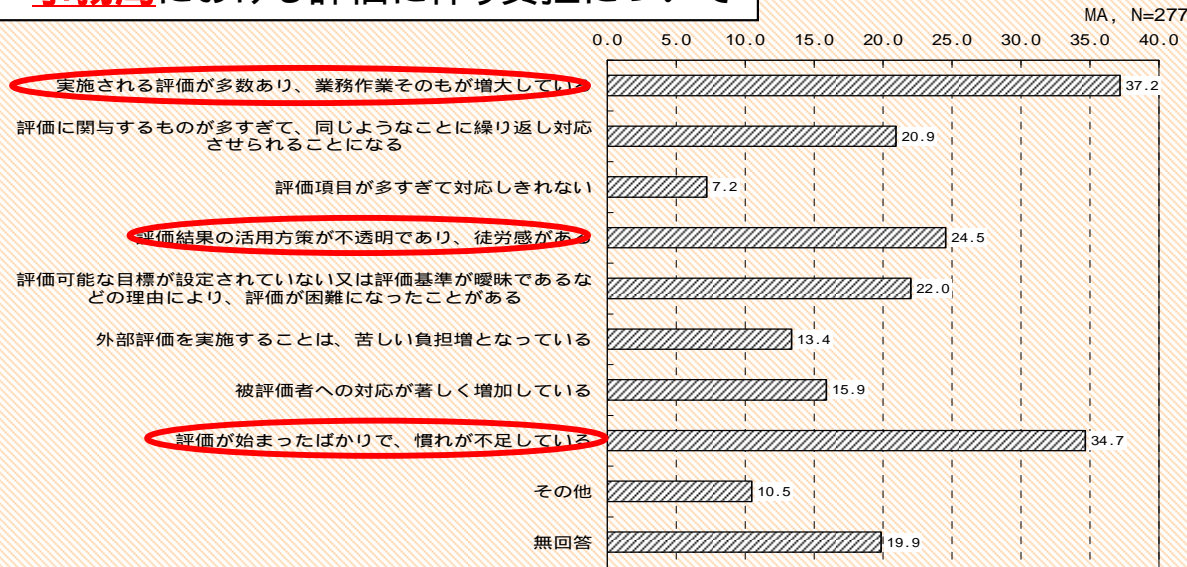 事務局における評価に伴う負担について
MA, N=277
0.0 5.0 10.0 15.0 20.0 25.0 30.0 35.0 40.0
実施される評価が多数あり、業務作業そのもが増大している
37.2
評価に関与するものが多すぎて、同じようなことに繰り返し対応
させられることになる
20.9
評価項目が多すぎて対応しきれない
7.2
評価結果の活用方策が不透明であり、徒労感がある
24.5
評価可能な目標が設定されていない又は評価基準が曖昧であるな
どの理由により、評価が困難になったことがある
22.0
外部評価を実施することは、苦しい負担増となっている
13.4
被評価者への対応が著しく増加している
15.9
評価が始まったばかりで、慣れが不足している
34.7
その他
10.5
無回答
19.9